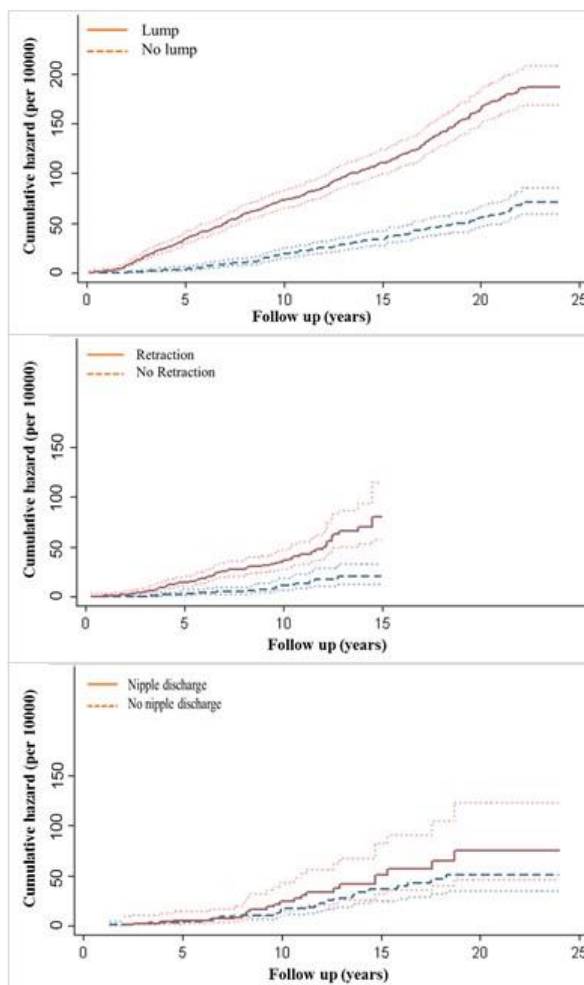 Lump
No lump
Cumulative hazard (per 10000)
200
150
100
50
0
0 5 10 15 20 25
Follow up (years)
Retraction
No Retraction
Cumulative hazard (per 10000)
150
100
50
0
0 5 10 15 20 25
Follow up (years)
Nipple discharge
No nipple discharge
Cumulative hazard (per 10000)
150
100
50
0
0 5 10 15 20 25
Follow up (years)